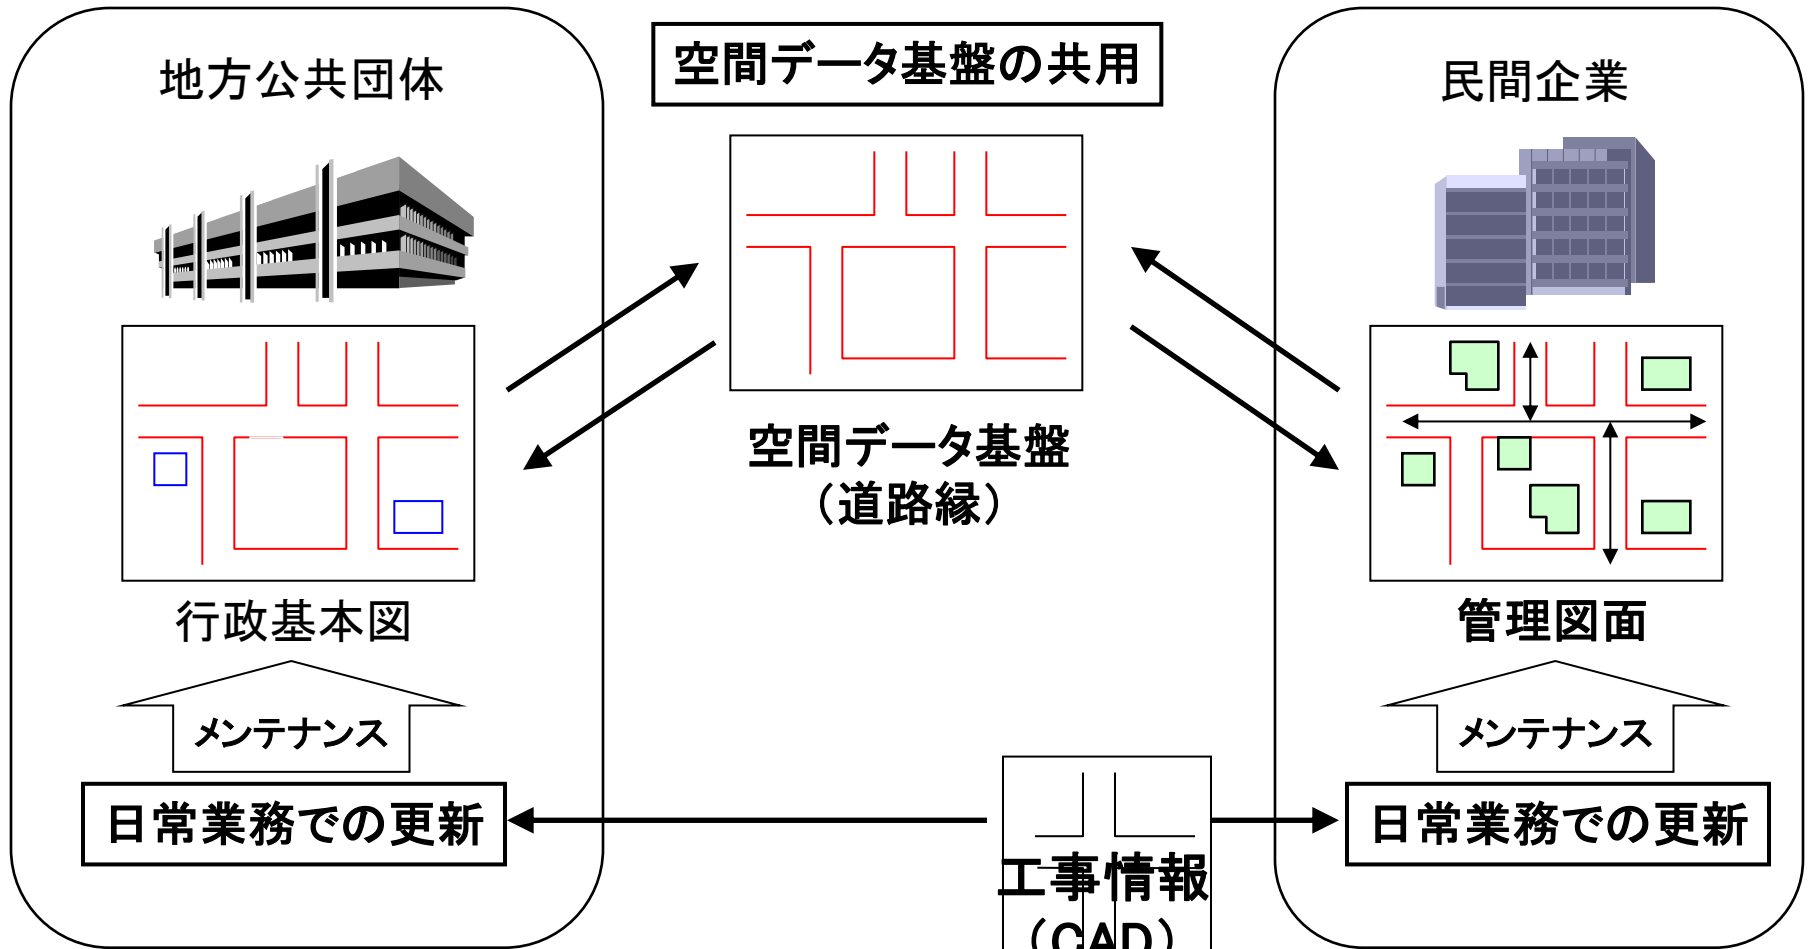 空間データ基盤の共用
地方公共団体
民間企業
空間データ基盤
（道路縁）
行政基本図
管理図面
メンテナンス
メンテナンス
日常業務での更新
日常業務での更新
工事情報
（CAD）